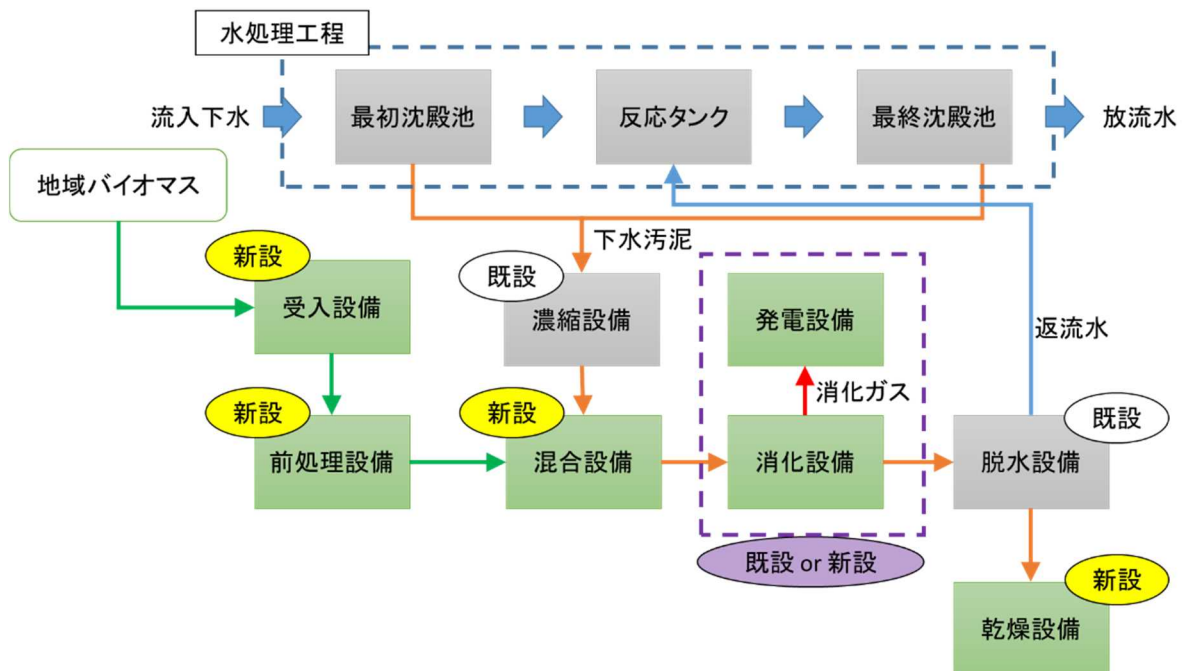 水処理工程
流入下水
最初沈殿池
反応タンク
最終沈殿池
放流水
地域バイオマス
下水汚泥
新設
受入設備
既設
濃縮設備
発電設備
返流水
消化ガス
新設
前処理設備
新設
混合設備
消化設備
既設
脱水設備
既設 or 新設
新設
乾燥設備